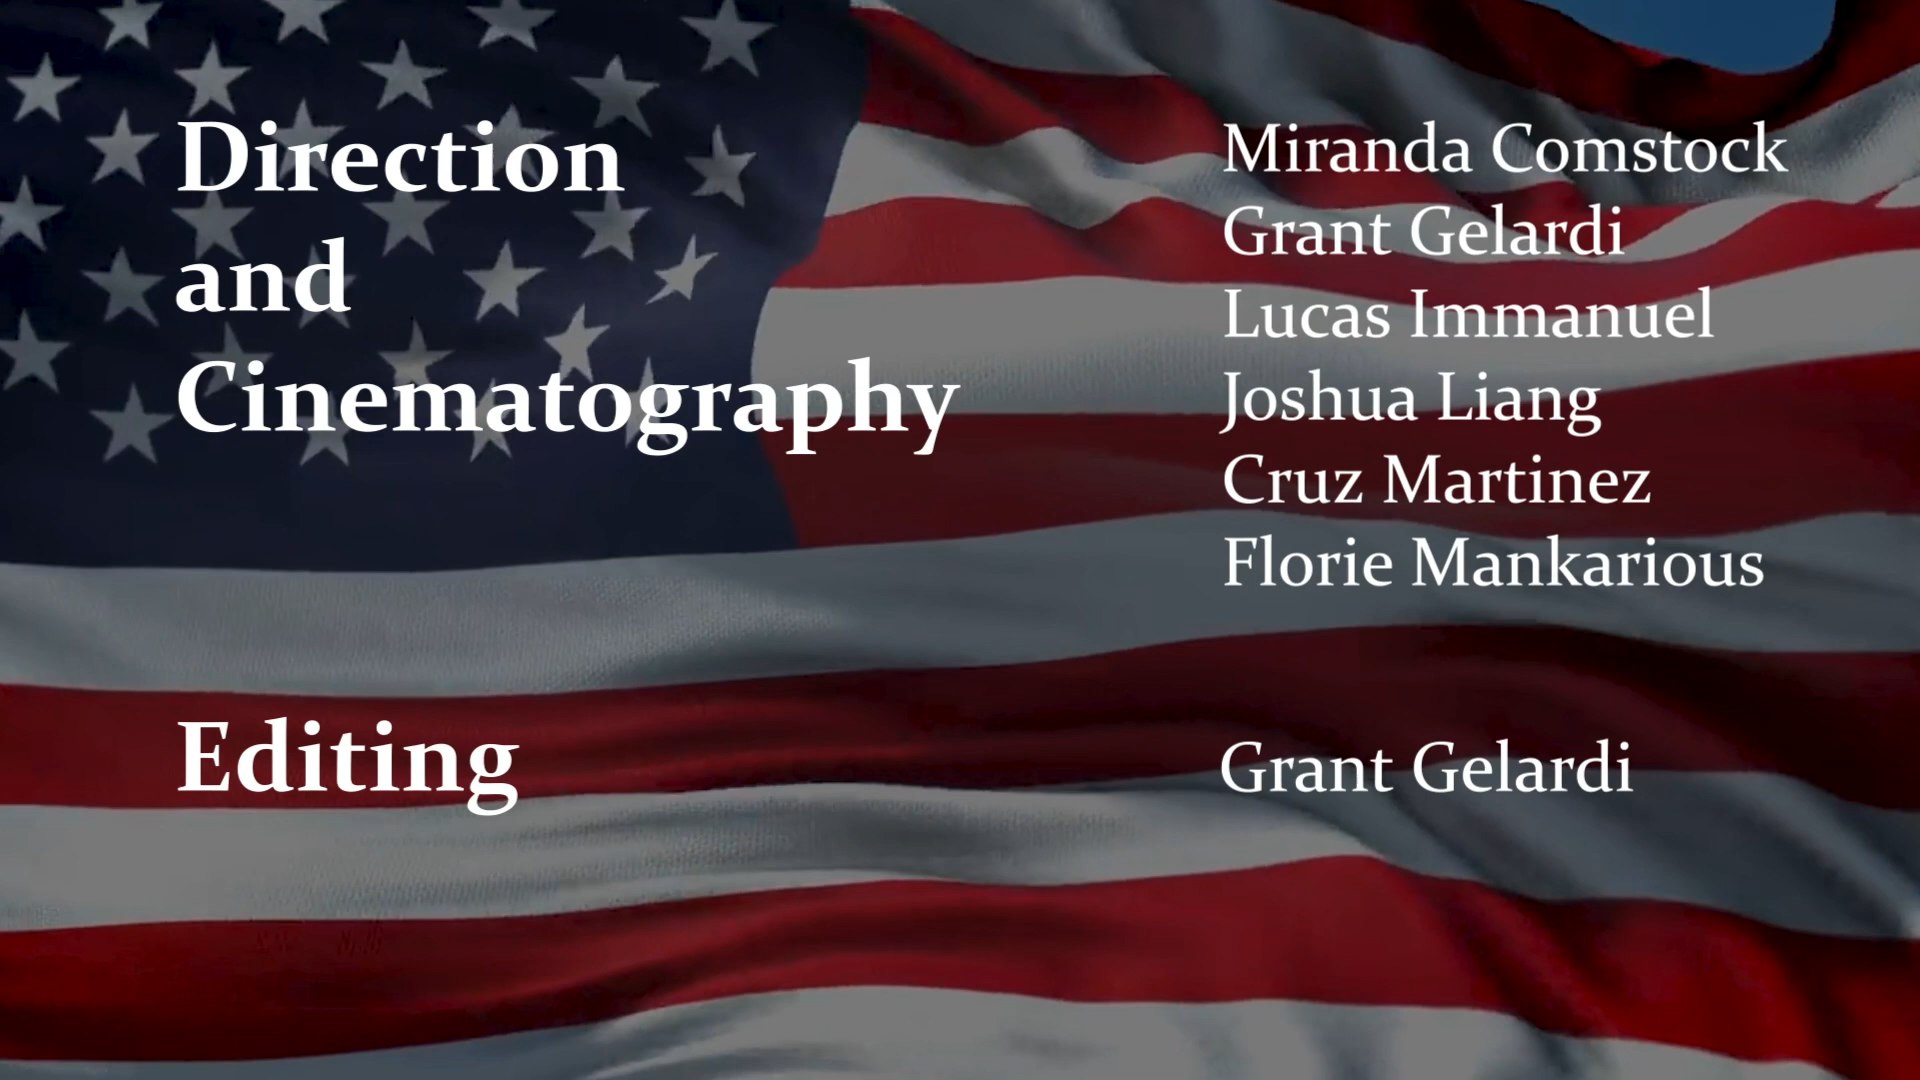 Direction
and
Cinematography
Miranda Comstock
Grant Gelardi
Lucas Immanuel
Joshua Liang
Cruz Martinez
Florie Mankarious
Editing
Grant Gelardi